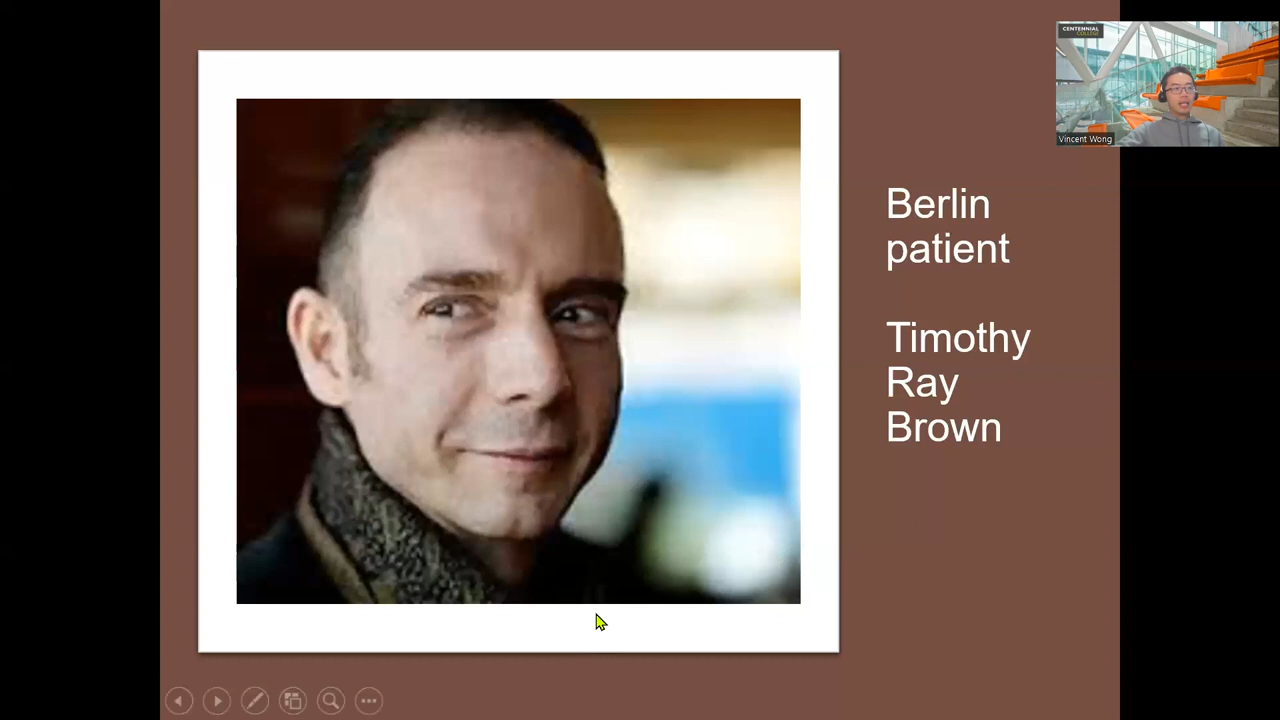 Berlin
patient
Timothy
Ray
Brown
CENTENNIAL
COLLEGE
Vincent Wong